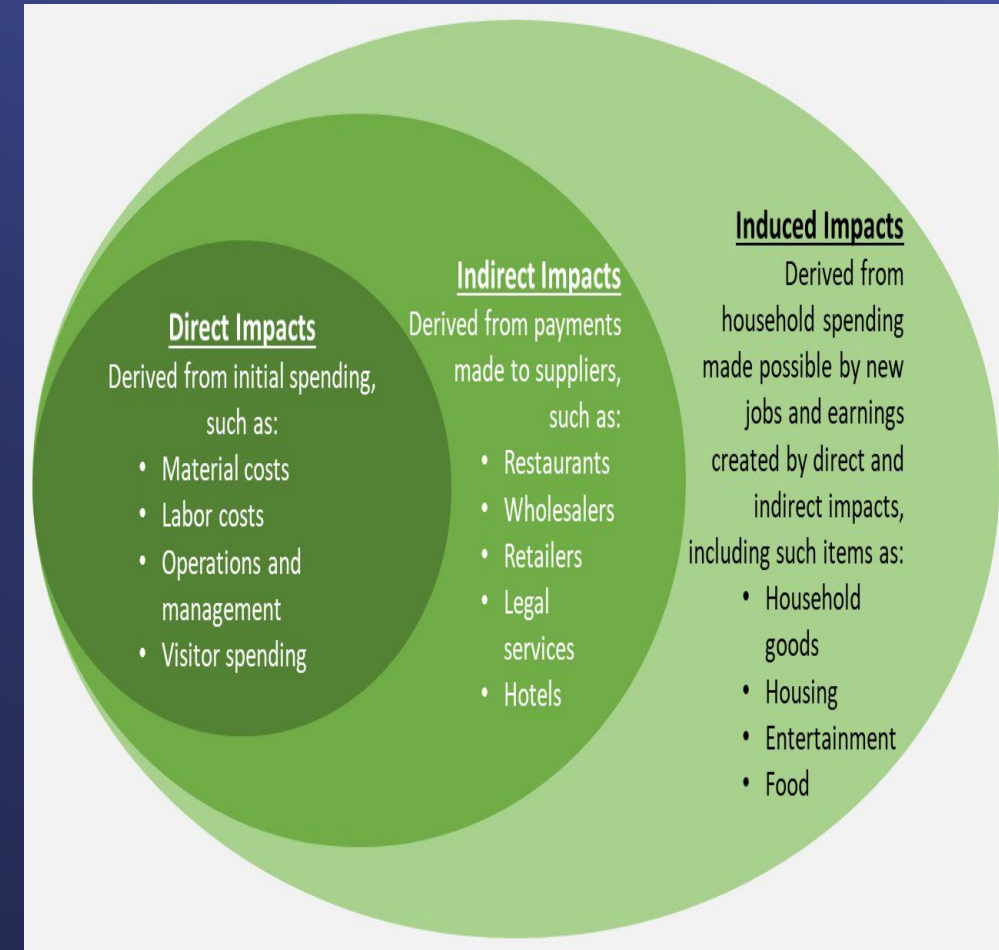 Direct Impacts
Derived from initial spending,
such as:
• Material costs
• Labor costs
• Operations and
management
• Visitor spending
Indirect Impacts
Derived from payments
made to suppliers,
such as:
• Restaurants
• Wholesalers
• Retailers
• Legal
services
• Hotels
Induced Impacts
Derived from
household spending
made possible by new
jobs and earnings
created by direct and
indirect impacts,
including such items as:
• Household
goods
• Housing
• Entertainment
• Food